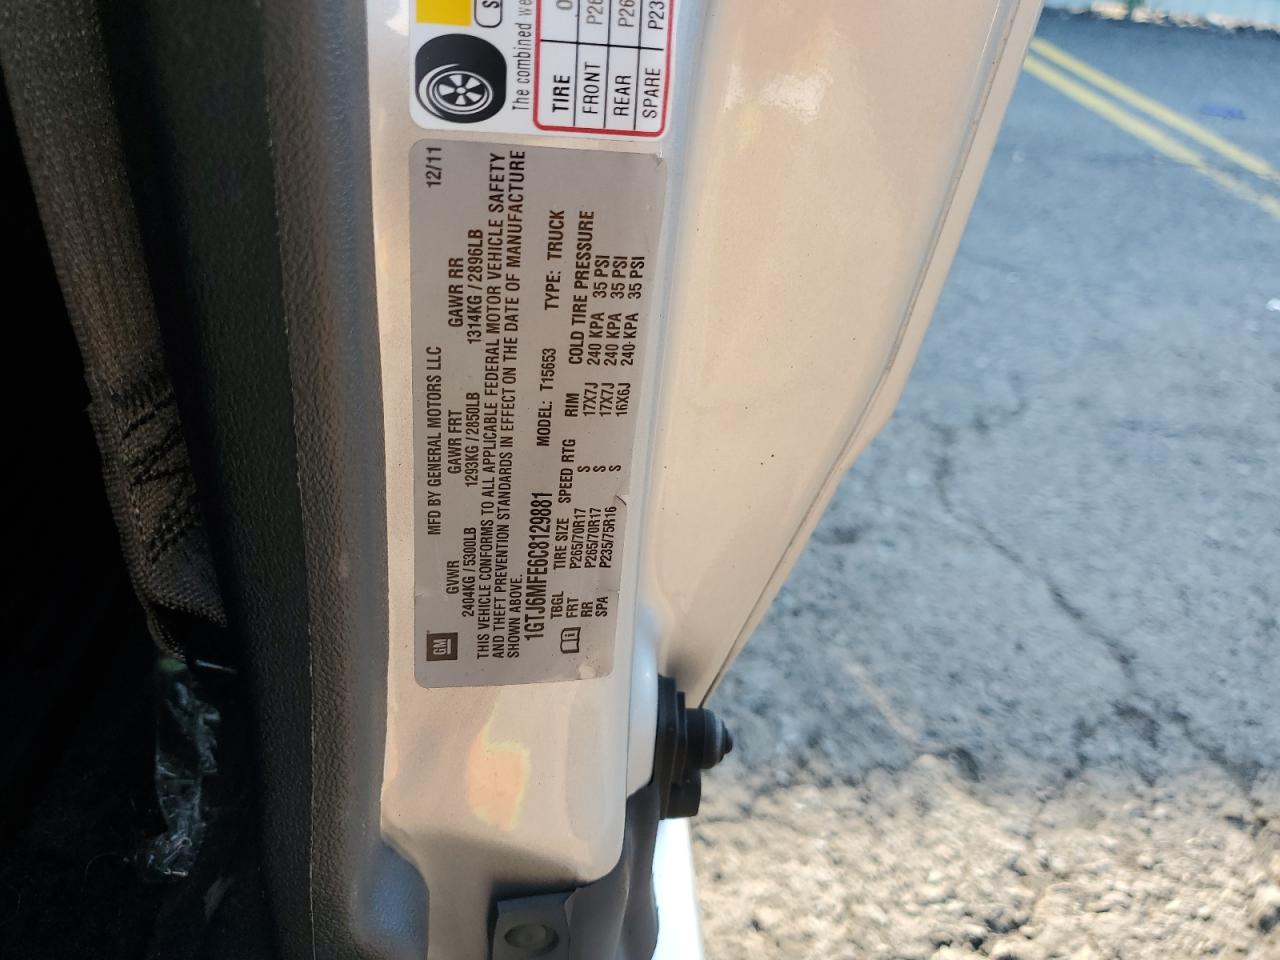 12/11
MFD BY GENERAL MOTORS LLC
GVWR GAWR FRT GAWR RR
2404KG / 5300LB 1293KG / 2850LB 1314KG / 2896LB
THIS VEHICLE CONFORMS TO ALL APPLICABLE FEDERAL MOTOR VEHICLE SAFETY
AND THEFT PREVENTION STANDARDS IN EFFECT ON THE DATE OF MANUFACTURE
SHOWN ABOVE.
1GTJ6MFE6C8129881 MODEL: T15653 TYPE: TRUCK
TBGL TIRE SIZE SPEED RTG RIM COLD TIRE PRESSURE
FRT P265/70R17 S 17X7J 240 KPA 35 PSI
RR P265/70R17 S 17X7J 240 KPA 35 PSI
SPA P235/75R16 S 16X6J 240 KPA 35 PSI
GM
The combined
TIRE
FRONT
REAR
SPARE